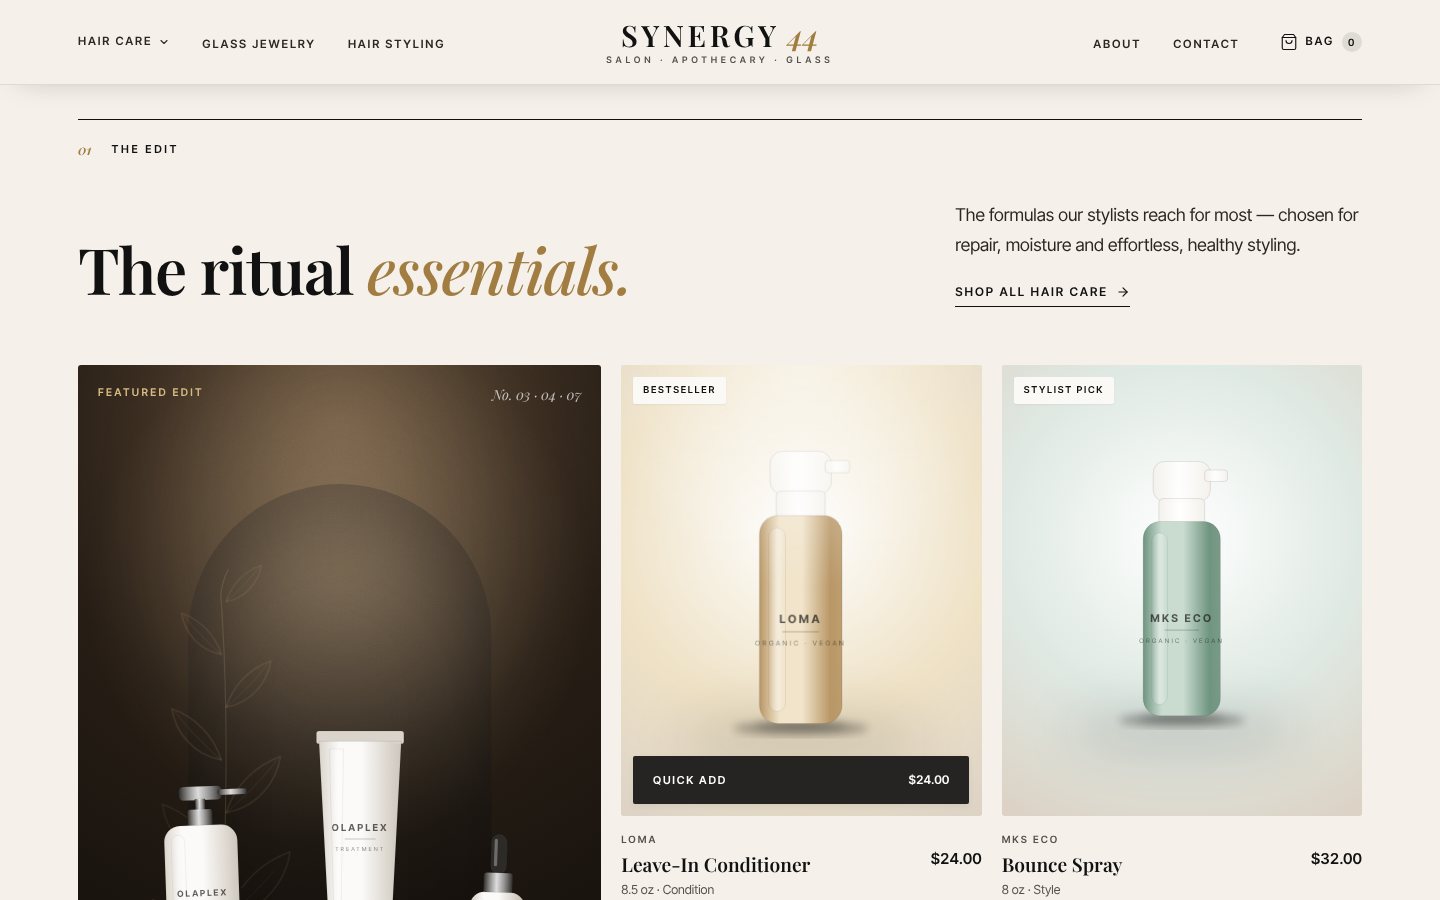 HAIR CARE
GLASS JEWELRY
HAIR STYLING
SYNERGY 44
SALON · APOTHECARY · GLASS
ABOUT
CONTACT
BAG 0
01 THE EDIT
The ritual essentials.
The formulas our stylists reach for most — chosen for
repair, moisture and effortless, healthy styling.
SHOP ALL HAIR CARE →
FEATURED EDIT
No. 03 · 04 · 07
OLAPLEX
OLAPLEX
TREATMENT
BESTSELLER
LOMA
ORGANIC · VEGAN
QUICK ADD $24.00
LOMA
Leave-In Conditioner
$24.00
8.5 oz · Condition
STYLIST PICK
MKS ECO
ORGANIC · VEGAN
MKS ECO
Bounce Spray
$32.00
8 oz · Style